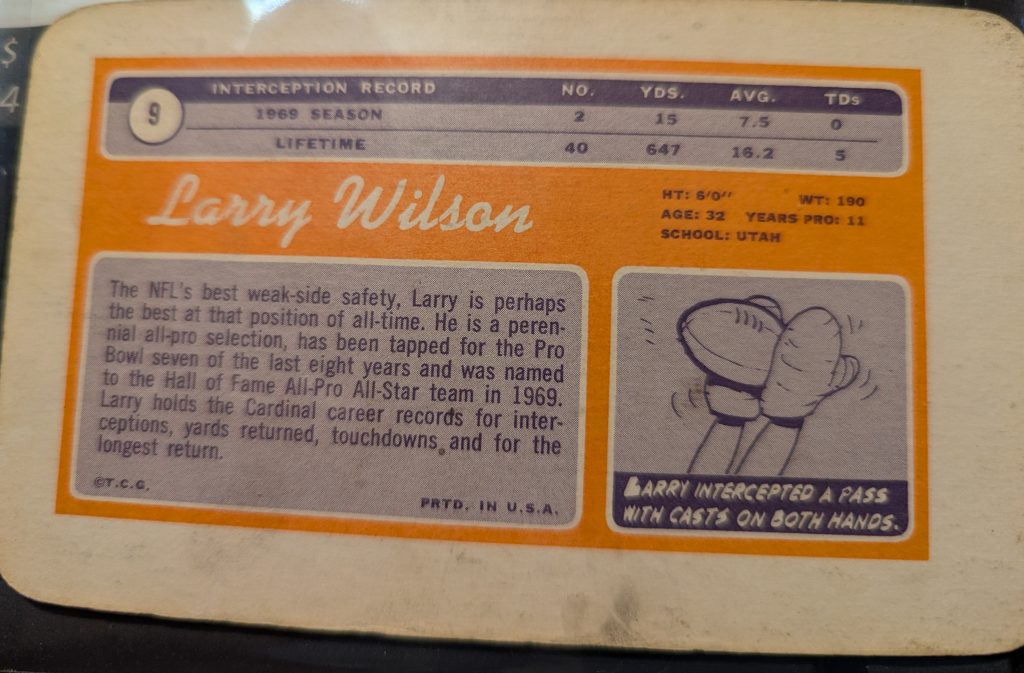 $
4
9
INTERCEPTION RECORD NO. YDS. AVG. TDs
1969 SEASON 2 15 7.5 0
LIFETIME 40 647 16.2 5
Larry Wilson
HT: 6'0" WT: 190
AGE: 32 YEARS PRO: 11
SCHOOL: UTAH
The NFL's best weak-side safety, Larry is perhaps
the best at that position of all-time. He is a peren-
nial all-pro selection, has been tapped for the Pro
Bowl seven of the last eight years and was named
to the Hall of Fame All-Pro All-Star team in 1969.
Larry holds the Cardinal career records for inter-
ceptions, yards returned, touchdowns, and for the
longest return.
©T.C.G. PRTD. IN U.S.A.
LARRY INTERCEPTED A PASS
WITH CASTS ON BOTH HANDS.